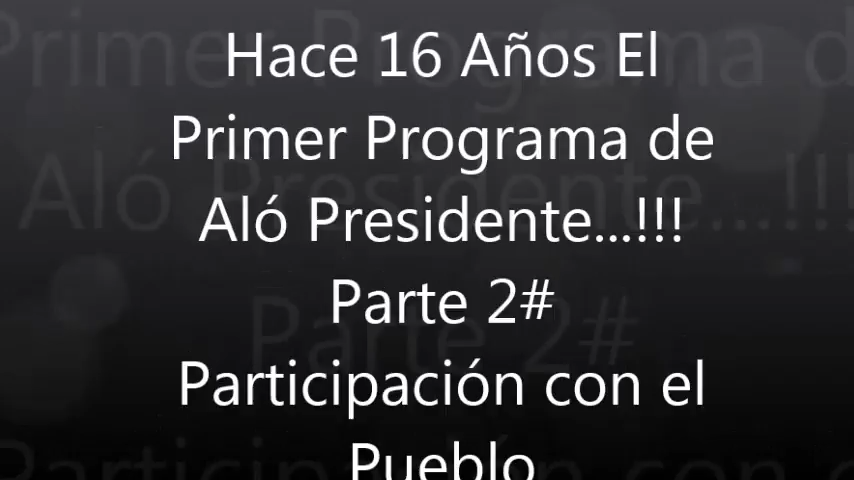 Hace 16 Años El
Primer Programa de
Aló Presidente...!!!
Parte 2#
Participación con el
Pueblo